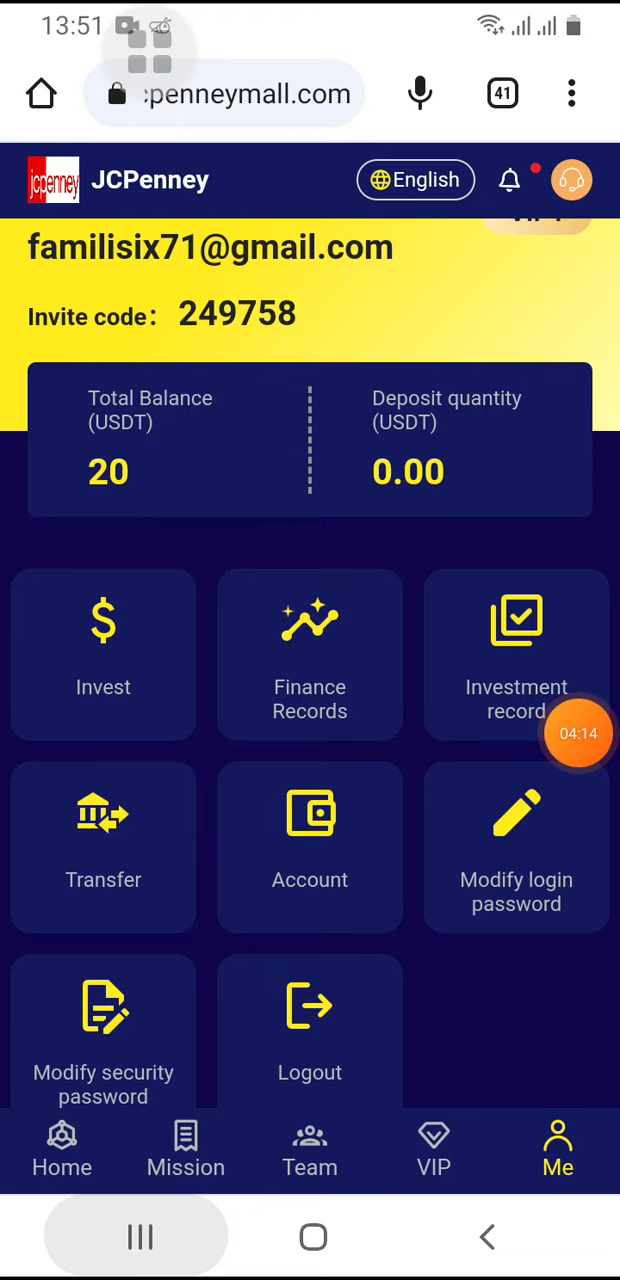 13:51
:penneymall.com
41
jcpenney
JCPenney
English
familisix71@gmail.com
Invite code： 249758
Total Balance
(USDT)
Deposit quantity
(USDT)
20
0.00
Invest
Finance
Records
Investment
record
04:14
Transfer
Account
Modify login
password
Modify security
password
Logout
Home
Mission
Team
VIP
Me